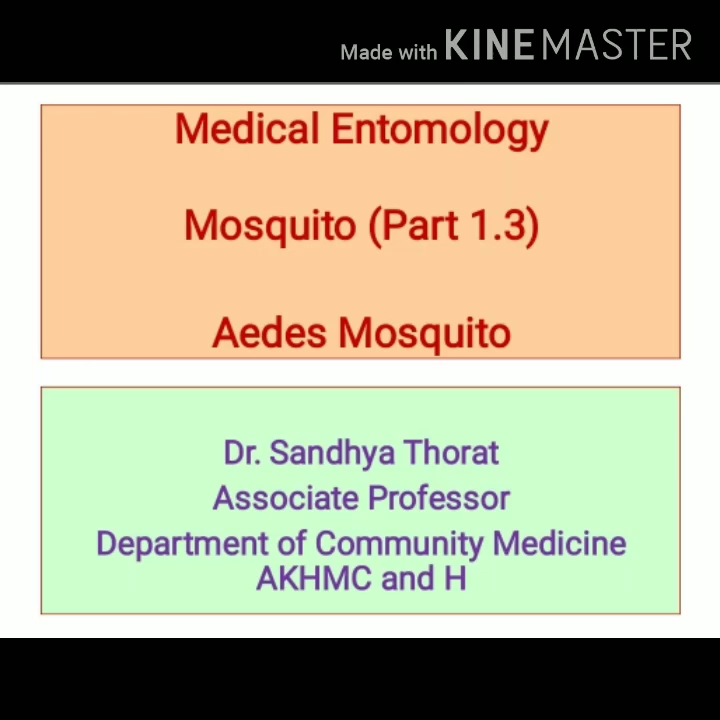 Made with KINEMASTER
Medical Entomology
Mosquito (Part 1.3)
Aedes Mosquito
Dr. Sandhya Thorat
Associate Professor
Department of Community Medicine
AKHMC and H